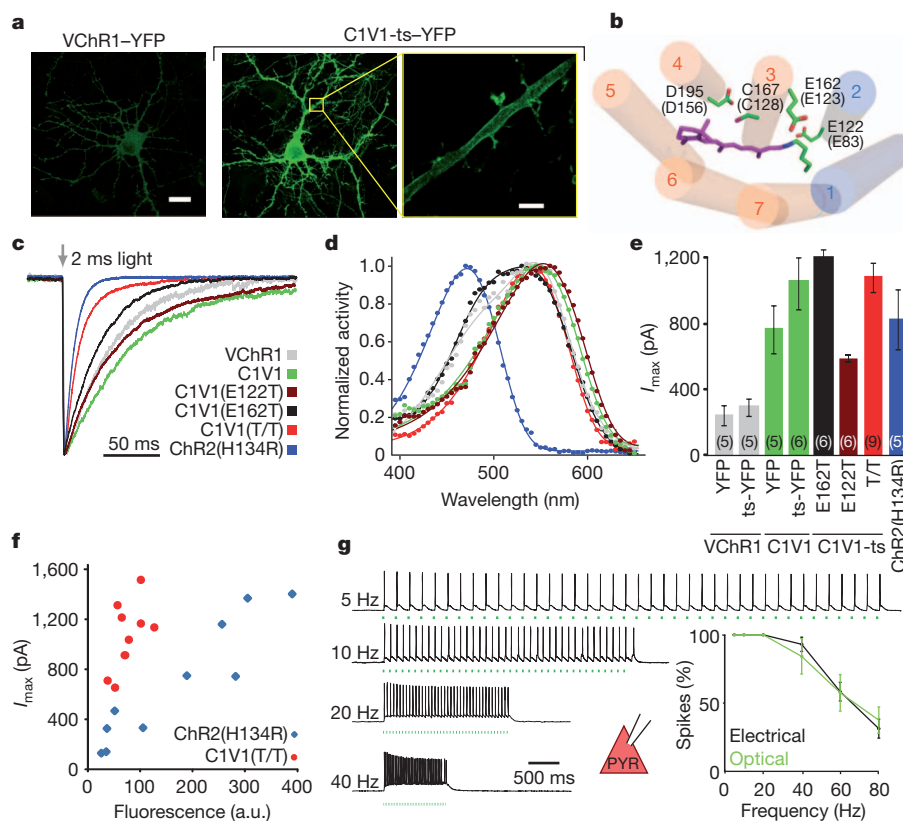 a
VChR1–YFP
C1V1-ts–YFP
b
5
4
3
2
D195
(D156)
C167
(C128)
E162
(E123)
E122
(E83)
6
7
1
c
2 ms light
VChR1
C1V1
C1V1(E122T)
C1V1(E162T)
C1V1(T/T)
ChR2(H134R)
50 ms
d
Normalized activity
1.0
0.8
0.6
0.4
0.2
0
400
500
600
Wavelength (nm)
e
Imax (pA)
1,200
800
400
0
(5)
(5)
(5)
(6)
(6)
(6)
(9)
(5)
YFP
ts-YFP
YFP
ts-YFP
E162T
E122T
T/T
ChR2(H134R)
VChR1
C1V1
C1V1-ts
f
Imax (pA)
1,600
1,200
800
400
0
0
100
200
300
400
Fluorescence (a.u.)
ChR2(H134R)
C1V1(T/T)
g
5 Hz
10 Hz
20 Hz
40 Hz
500 ms
PYR
Spikes (%)
100
50
0
Electrical
Optical
0
20
40
60
80
Frequency (Hz)